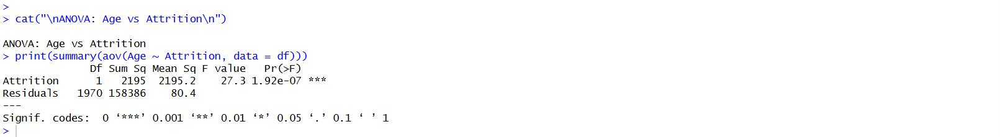 >
> cat("\nANOVA: Age vs Attrition\n")
ANOVA: Age vs Attrition
> print(summary(aov(Age ~ Attrition, data = df)))
Df Sum Sq Mean Sq F value Pr(>F)
Attrition 1 2195 2195.2 27.3 1.92e-07 ***
Residuals 1970 158386 80.4
---
Signif. codes: 0 ‘***’ 0.001 ‘**’ 0.01 ‘*’ 0.05 ‘.’ 0.1 ‘ ’ 1
>